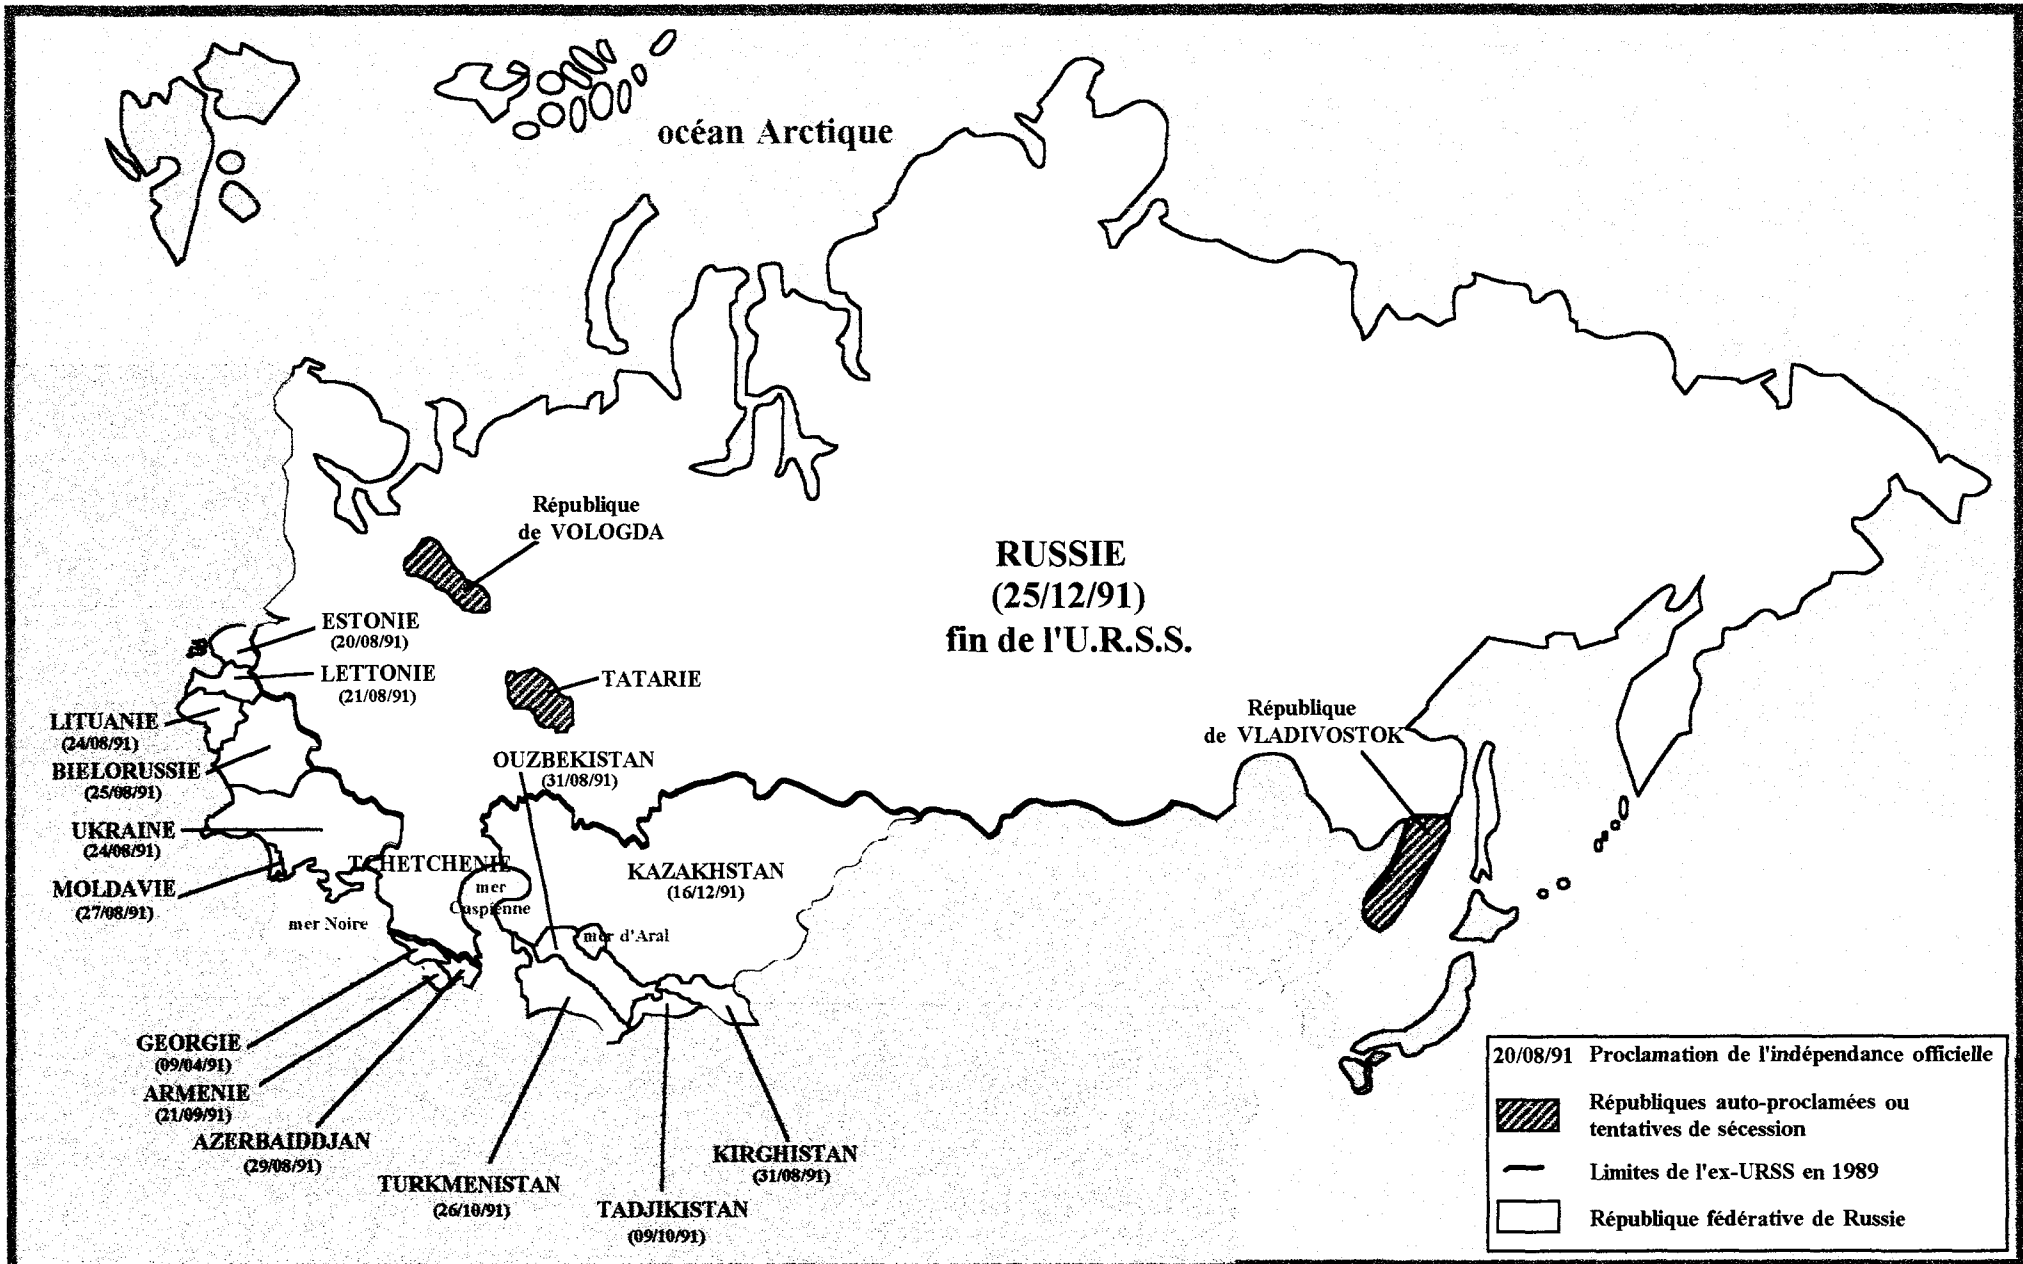 océan Arctique
République
de VOLOGDA
RUSSIE
(25/12/91)
fin de l'U.R.S.S.
ESTONIE
(20/08/91)
LETTONIE
(21/08/91)
TATARIE
LITUANIE
(24/08/91)
République
de VLADIVOSTOK
BIELORUSSIE
(25/08/91)
OUZBEKISTAN
(31/08/91)
UKRAINE
(24/08/91)
TCHETCHENIE
KAZAKHSTAN
(16/12/91)
MOLDAVIE
(27/08/91)
mer
Caspienne
mer Noire
mer d'Aral
GEORGIE
(09/04/91)
ARMENIE
(21/09/91)
AZERBAIDDJAN
(29/08/91)
TURKMENISTAN
(26/10/91)
TADJIKISTAN
(09/10/91)
KIRGHISTAN
(31/08/91)
20/08/91 Proclamation de l'indépendance officielle
Républiques auto-proclamées ou
tentatives de sécession
Limites de l'ex-URSS en 1989
République fédérative de Russie